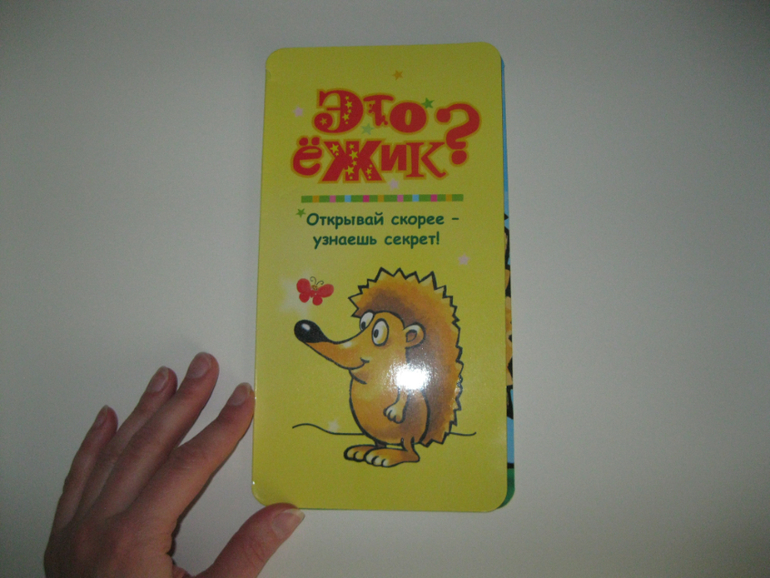 Это
ёжик?
Открывай скорее –
узнаешь секрет!